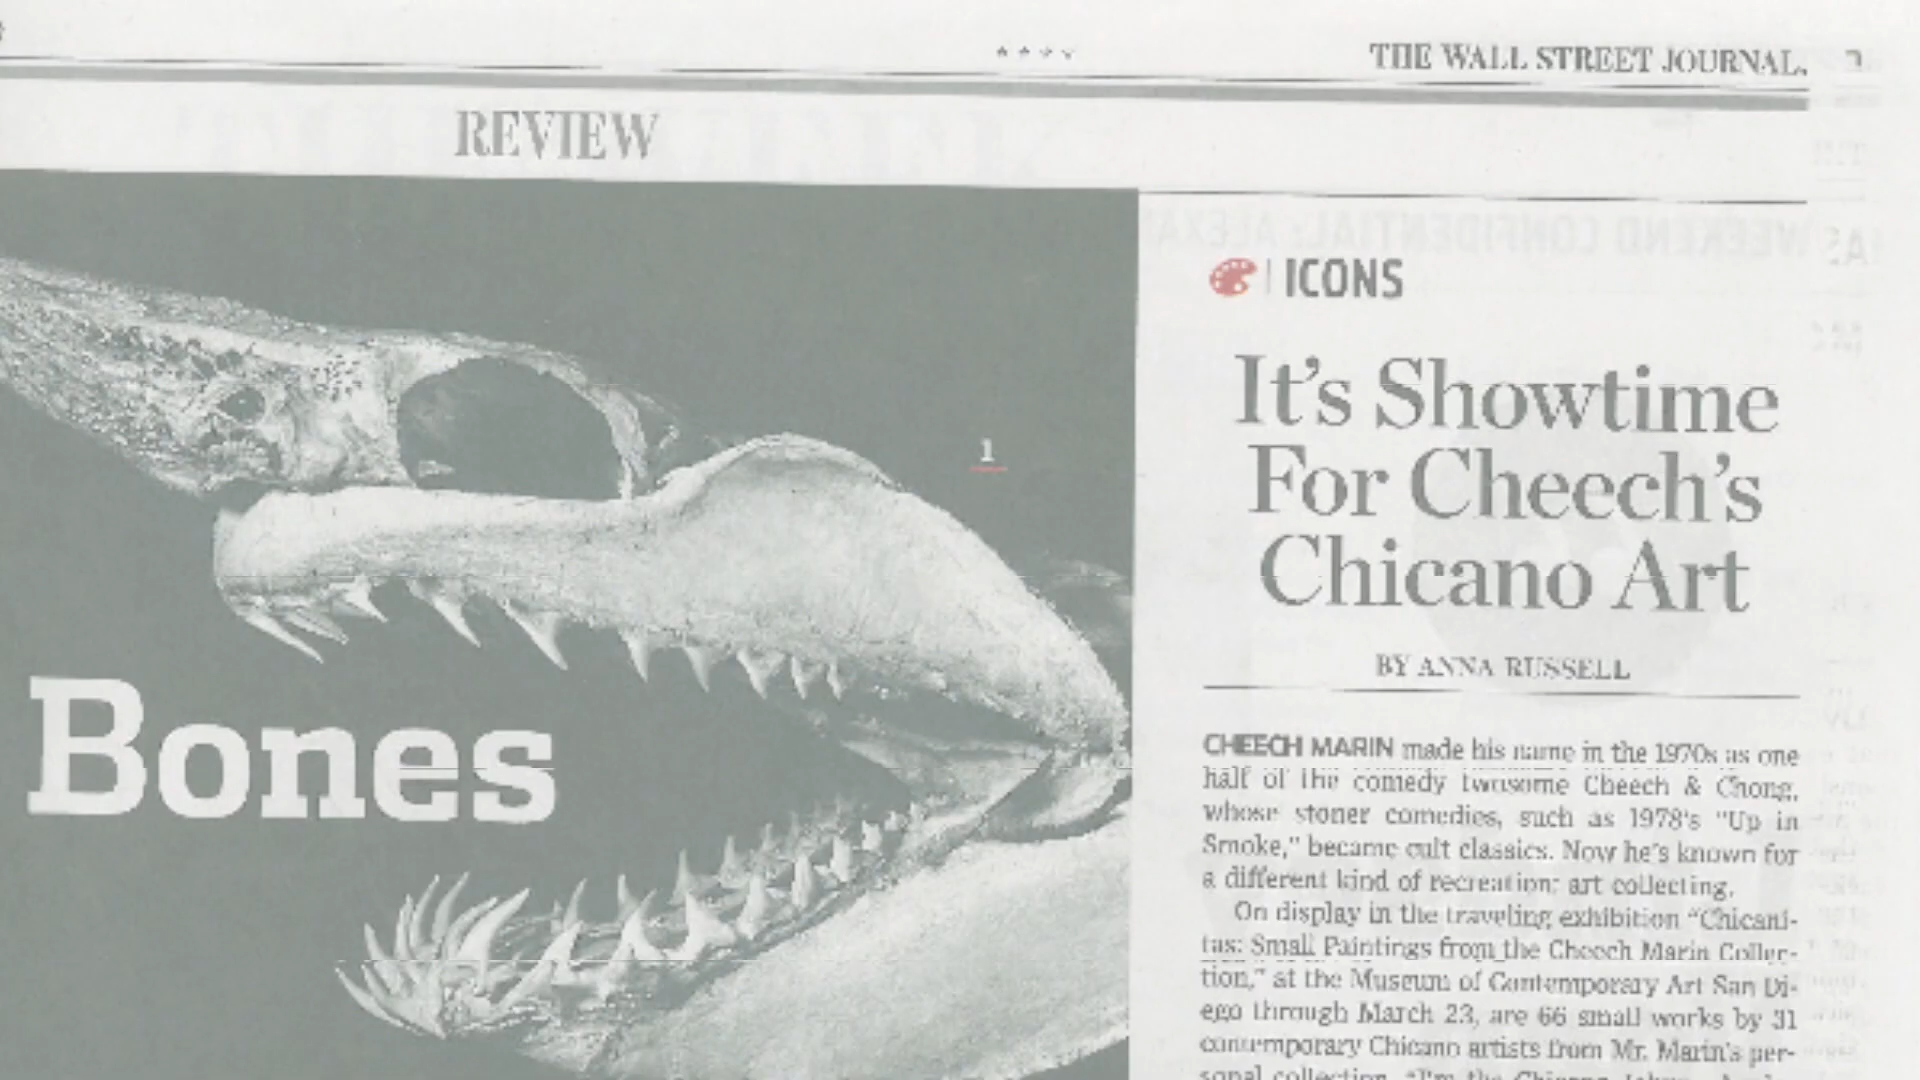 THE WALL STREET JOURNAL.
REVIEW
1
Bones
ICONS
It's Showtime
For Cheech's
Chicano Art
BY ANNA RUSSELL
CHEECH MARIN made his name in the 1970s as one
half of the comedy twosome Cheech & Chong,
whose stoner comedies, such as 1978's "Up in
Smoke," became cult classics. Now he's known for
a different kind of recreation: art collecting.
On display in the traveling exhibition "Chicani-
tas: Small Paintings from the Cheech Marin Collec-
tion," at the Museum of Contemporary Art San Di-
ego through March 23, are 66 small works by 31
contemporary Chicano artists from Mr. Marin's per-
sonal collection. "I'm the Chicano